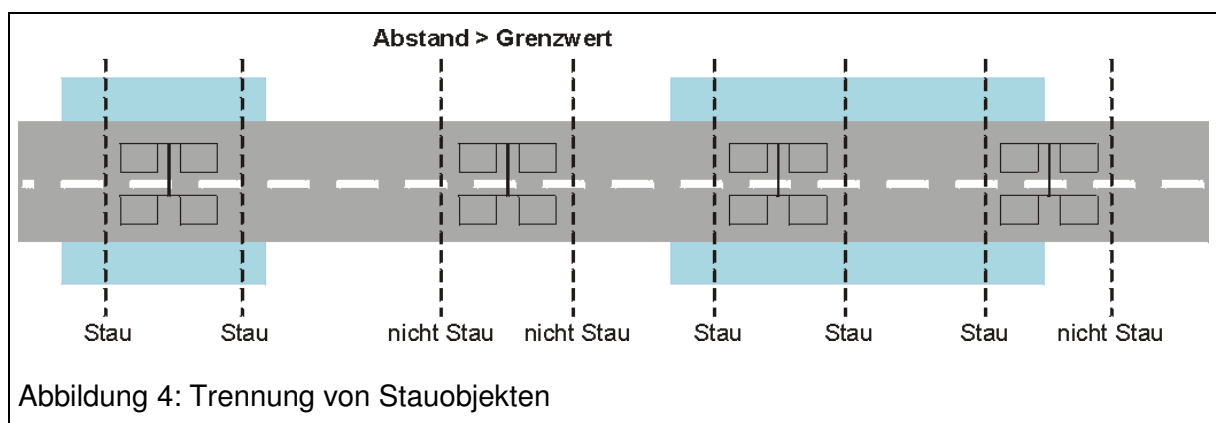 Abstand > Grenzwert
Stau Stau nicht Stau nicht Stau Stau Stau Stau nicht Stau
Abbildung 4: Trennung von Stauobjekten